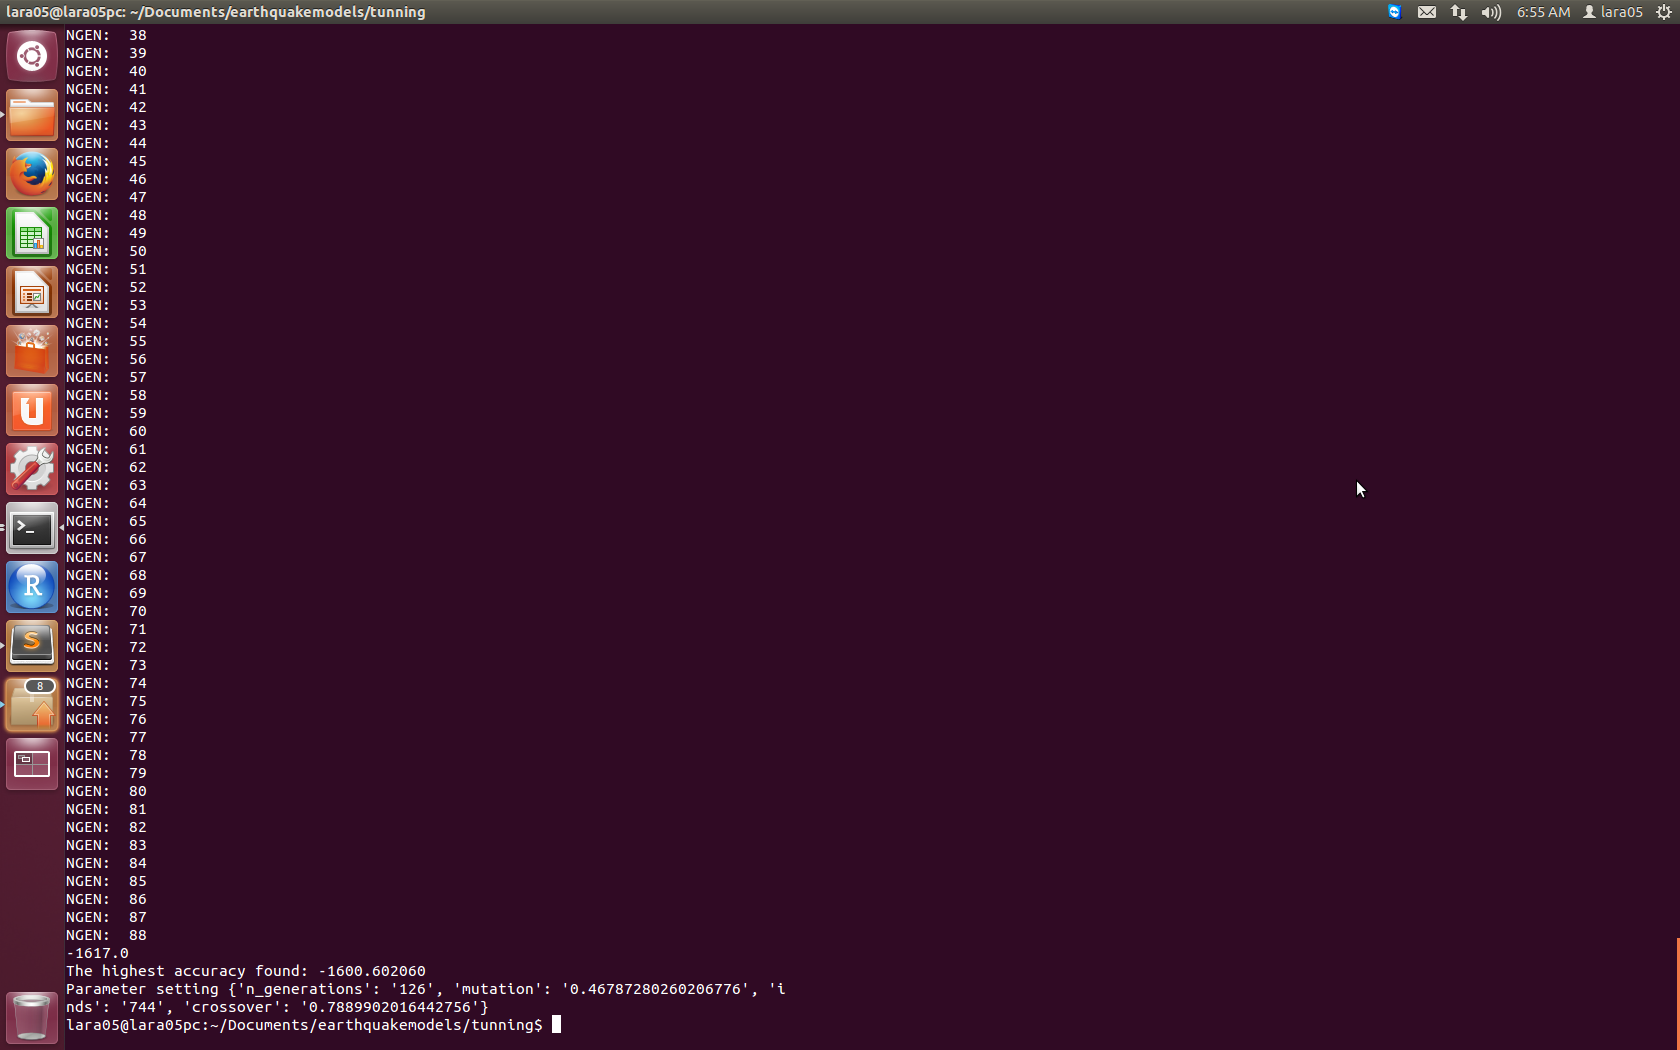 lara05@lara05pc: ~/Documents/earthquakemodels/tunning
6:55 AM
lara05
NGEN:  38
NGEN:  39
NGEN:  40
NGEN:  41
NGEN:  42
NGEN:  43
NGEN:  44
NGEN:  45
NGEN:  46
NGEN:  47
NGEN:  48
NGEN:  49
NGEN:  50
NGEN:  51
NGEN:  52
NGEN:  53
NGEN:  54
NGEN:  55
NGEN:  56
NGEN:  57
NGEN:  58
NGEN:  59
NGEN:  60
NGEN:  61
NGEN:  62
NGEN:  63
NGEN:  64
NGEN:  65
NGEN:  66
NGEN:  67
NGEN:  68
NGEN:  69
NGEN:  70
NGEN:  71
NGEN:  72
NGEN:  73
NGEN:  74
NGEN:  75
NGEN:  76
NGEN:  77
NGEN:  78
NGEN:  79
NGEN:  80
NGEN:  81
NGEN:  82
NGEN:  83
NGEN:  84
NGEN:  85
NGEN:  86
NGEN:  87
NGEN:  88
-1617.0
The highest accuracy found: -1600.602060
Parameter setting {'n_generations': '126', 'mutation': '0.46787280260206776', 'i
nds': '744', 'crossover': '0.7889902016442756'}
lara05@lara05pc:~/Documents/earthquakemodels/tunning$
>_
R
S
8